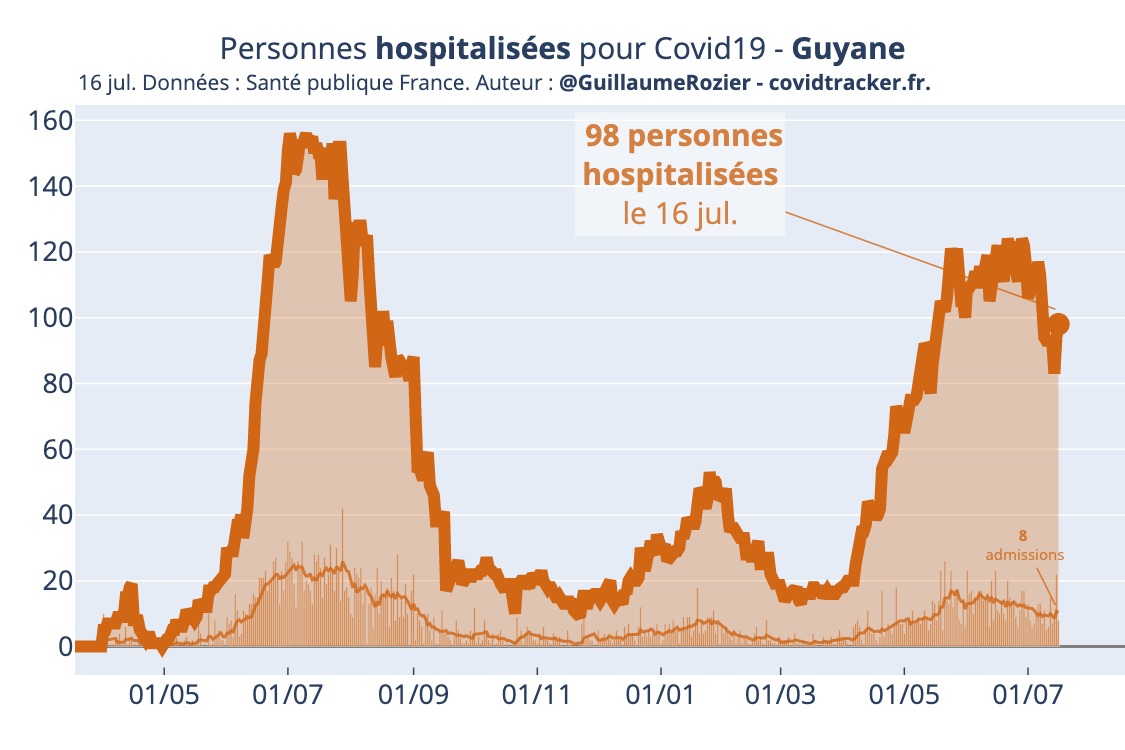 Personnes hospitalisées pour Covid19 - Guyane
16 jul. Données : Santé publique France. Auteur : @GuillaumeRozier - covidtracker.fr.
160
98 personnes
hospitalisées
le 16 jul.
140
120
100
80
60
40
8
admissions
20
0
01/05 01/07 01/09 01/11 01/01 01/03 01/05 01/07